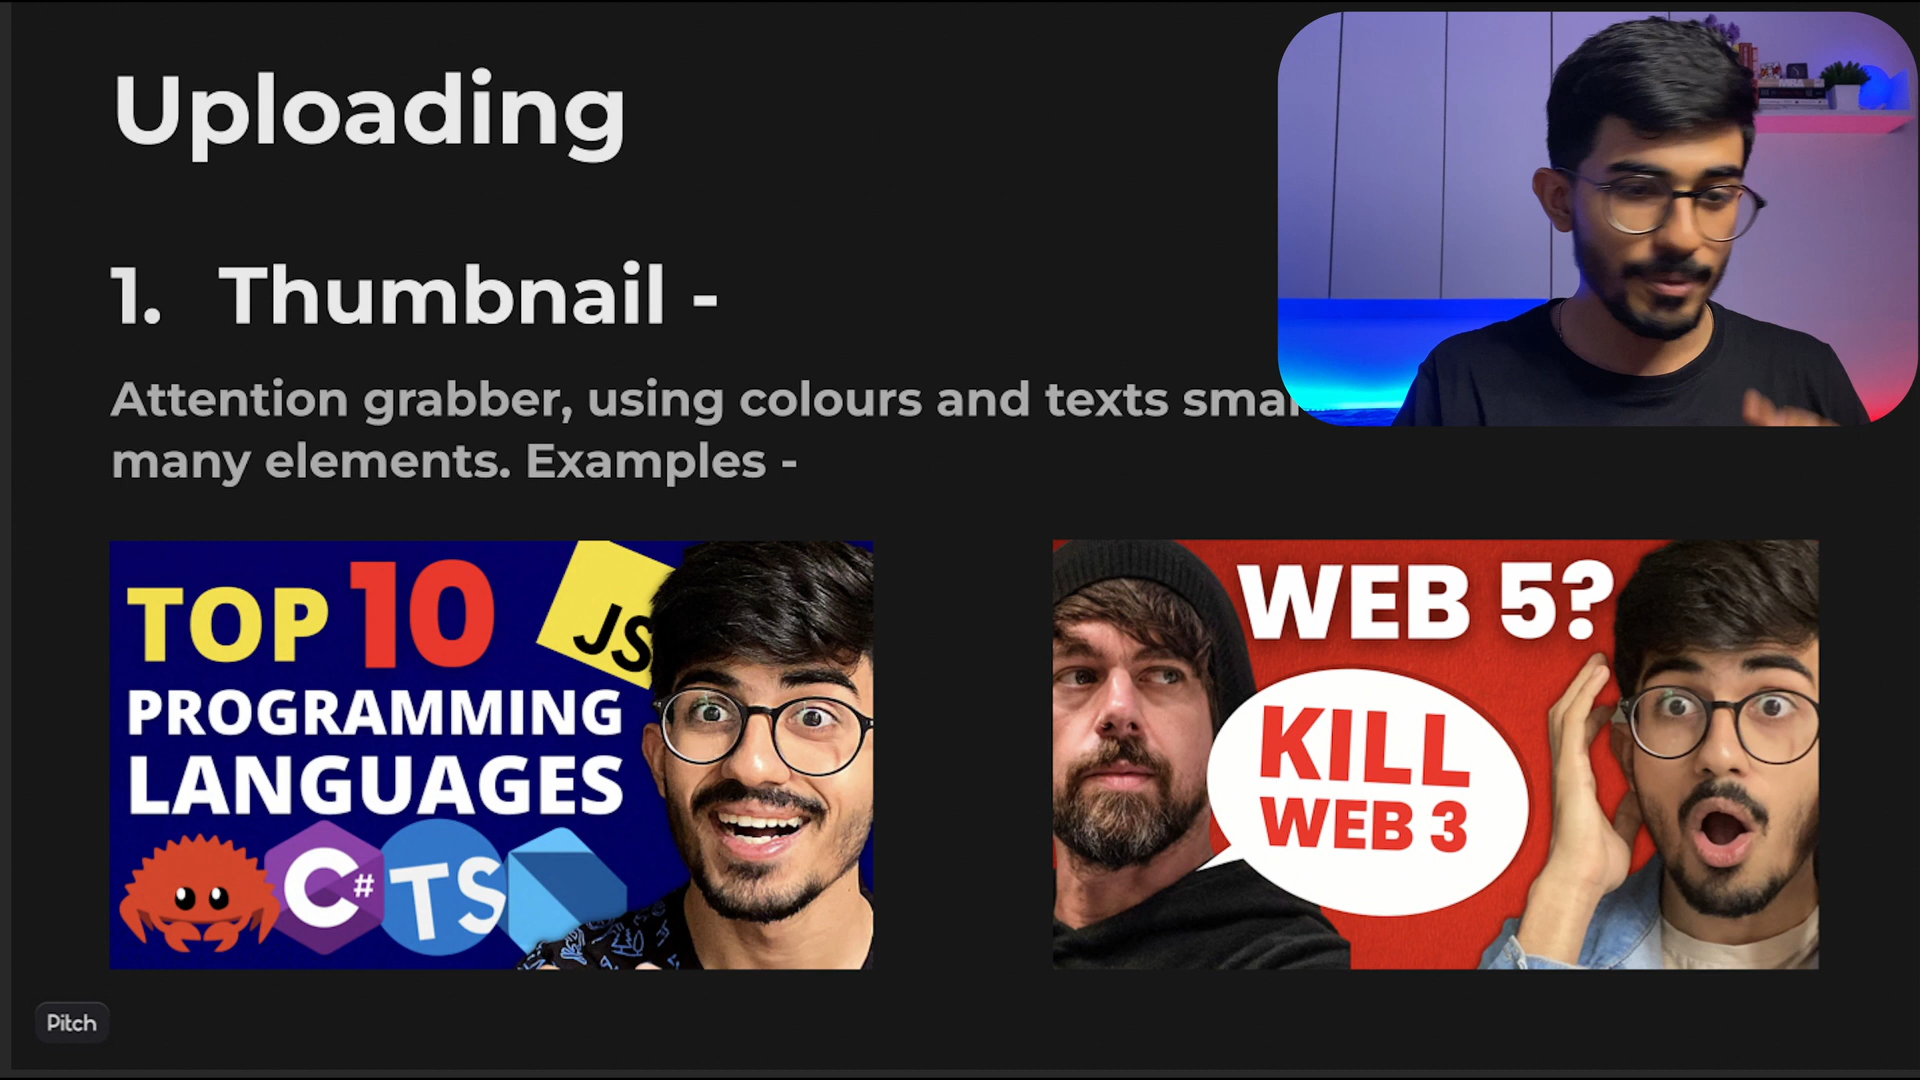 Uploading
1. Thumbnail -
Attention grabber, using colours and texts
many elements. Examples -
TOP 10
JS
PROGRAMMING
LANGUAGES
C#
TS
WEB 5?
KILL
WEB 3
Pitch